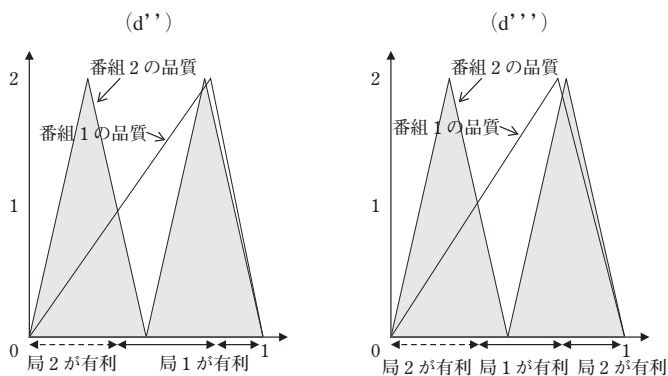 (d’’)
2
番組 2 の品質
番組 1 の品質
1
0
局 2 が有利
局 1 が有利
1
(d’’’)
2
番組 2 の品質
番組 1 の品質
1
0
局 2 が有利
局 1 が有利
局 2 が有利
1